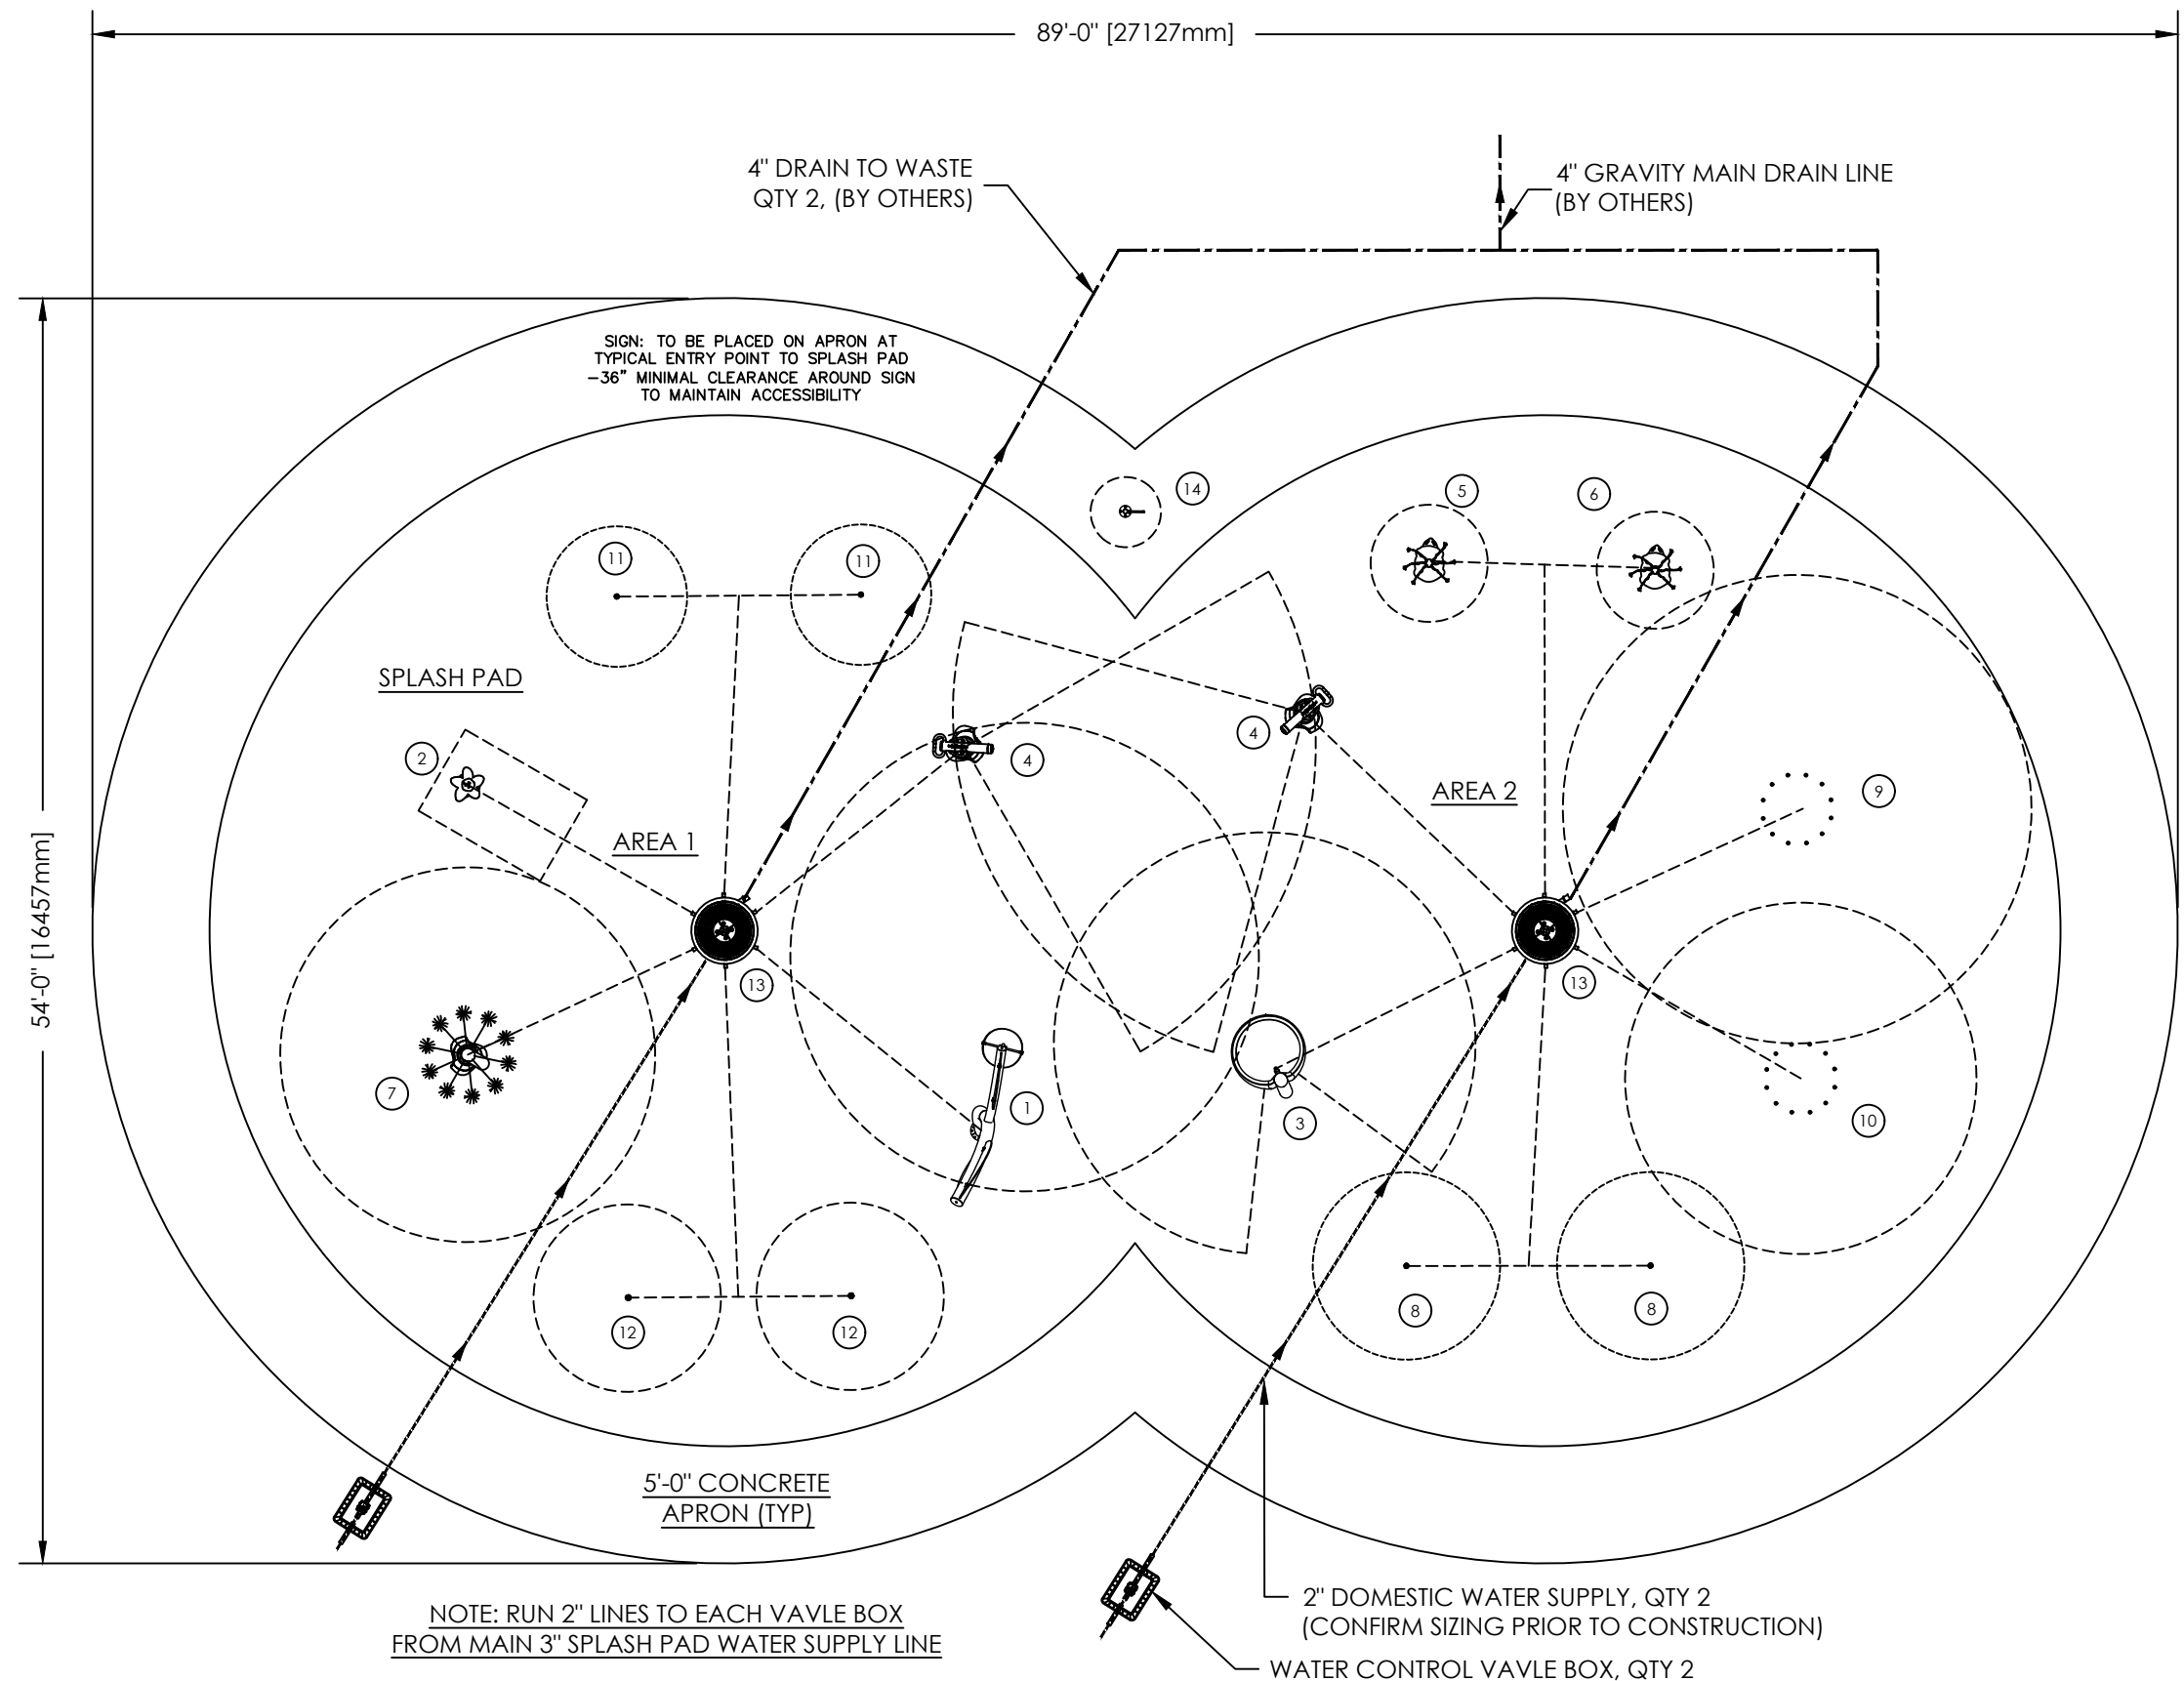 89'-0" [27127mm]
4" DRAIN TO WASTE
QTY 2, (BY OTHERS)
4" GRAVITY MAIN DRAIN LINE
(BY OTHERS)
SIGN: TO BE PLACED ON APRON AT
TYPICAL ENTRY POINT TO SPLASH PAD
-36" MINIMAL CLEARANCE AROUND SIGN
TO MAINTAIN ACCESSIBILITY
14
5
6
11
11
SPLASH PAD
2
4
4
AREA 1
AREA 2
9
54'-0" [16457mm]
13
13
7
1
3
10
12
12
8
8
5'-0" CONCRETE
APRON (TYP)
NOTE: RUN 2" LINES TO EACH VAVLE BOX
FROM MAIN 3" SPLASH PAD WATER SUPPLY LINE
2" DOMESTIC WATER SUPPLY, QTY 2
(CONFIRM SIZING PRIOR TO CONSTRUCTION)
WATER CONTROL VAVLE BOX, QTY 2